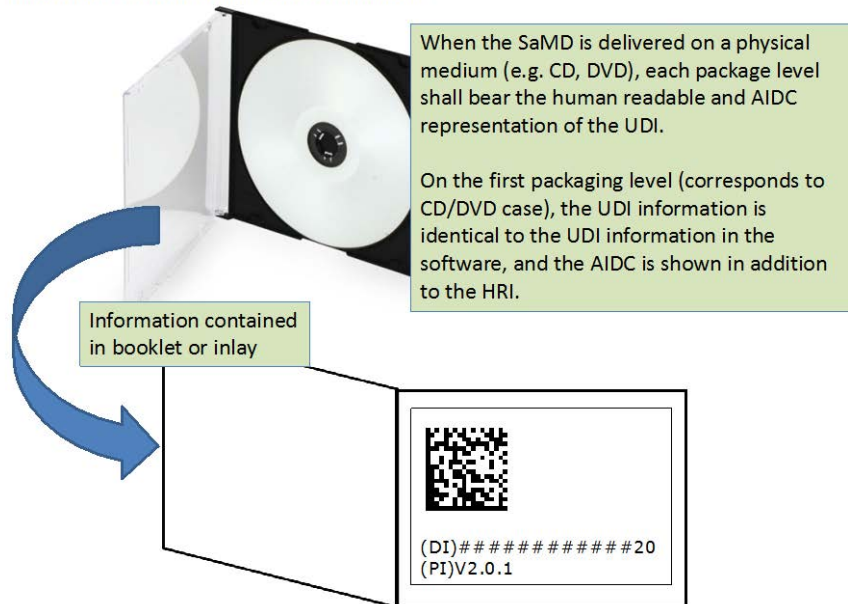 When the SaMD is delivered on a physical
medium (e.g. CD, DVD), each package level
shall bear the human readable and AIDC
representation of the UDI.
On the first packaging level (corresponds to
CD/DVD case), the UDI information is
identical to the UDI information in the
software, and the AIDC is shown in addition
to the HRI.
Information contained
in booklet or inlay
(DI)############20
(PI)V2.0.1